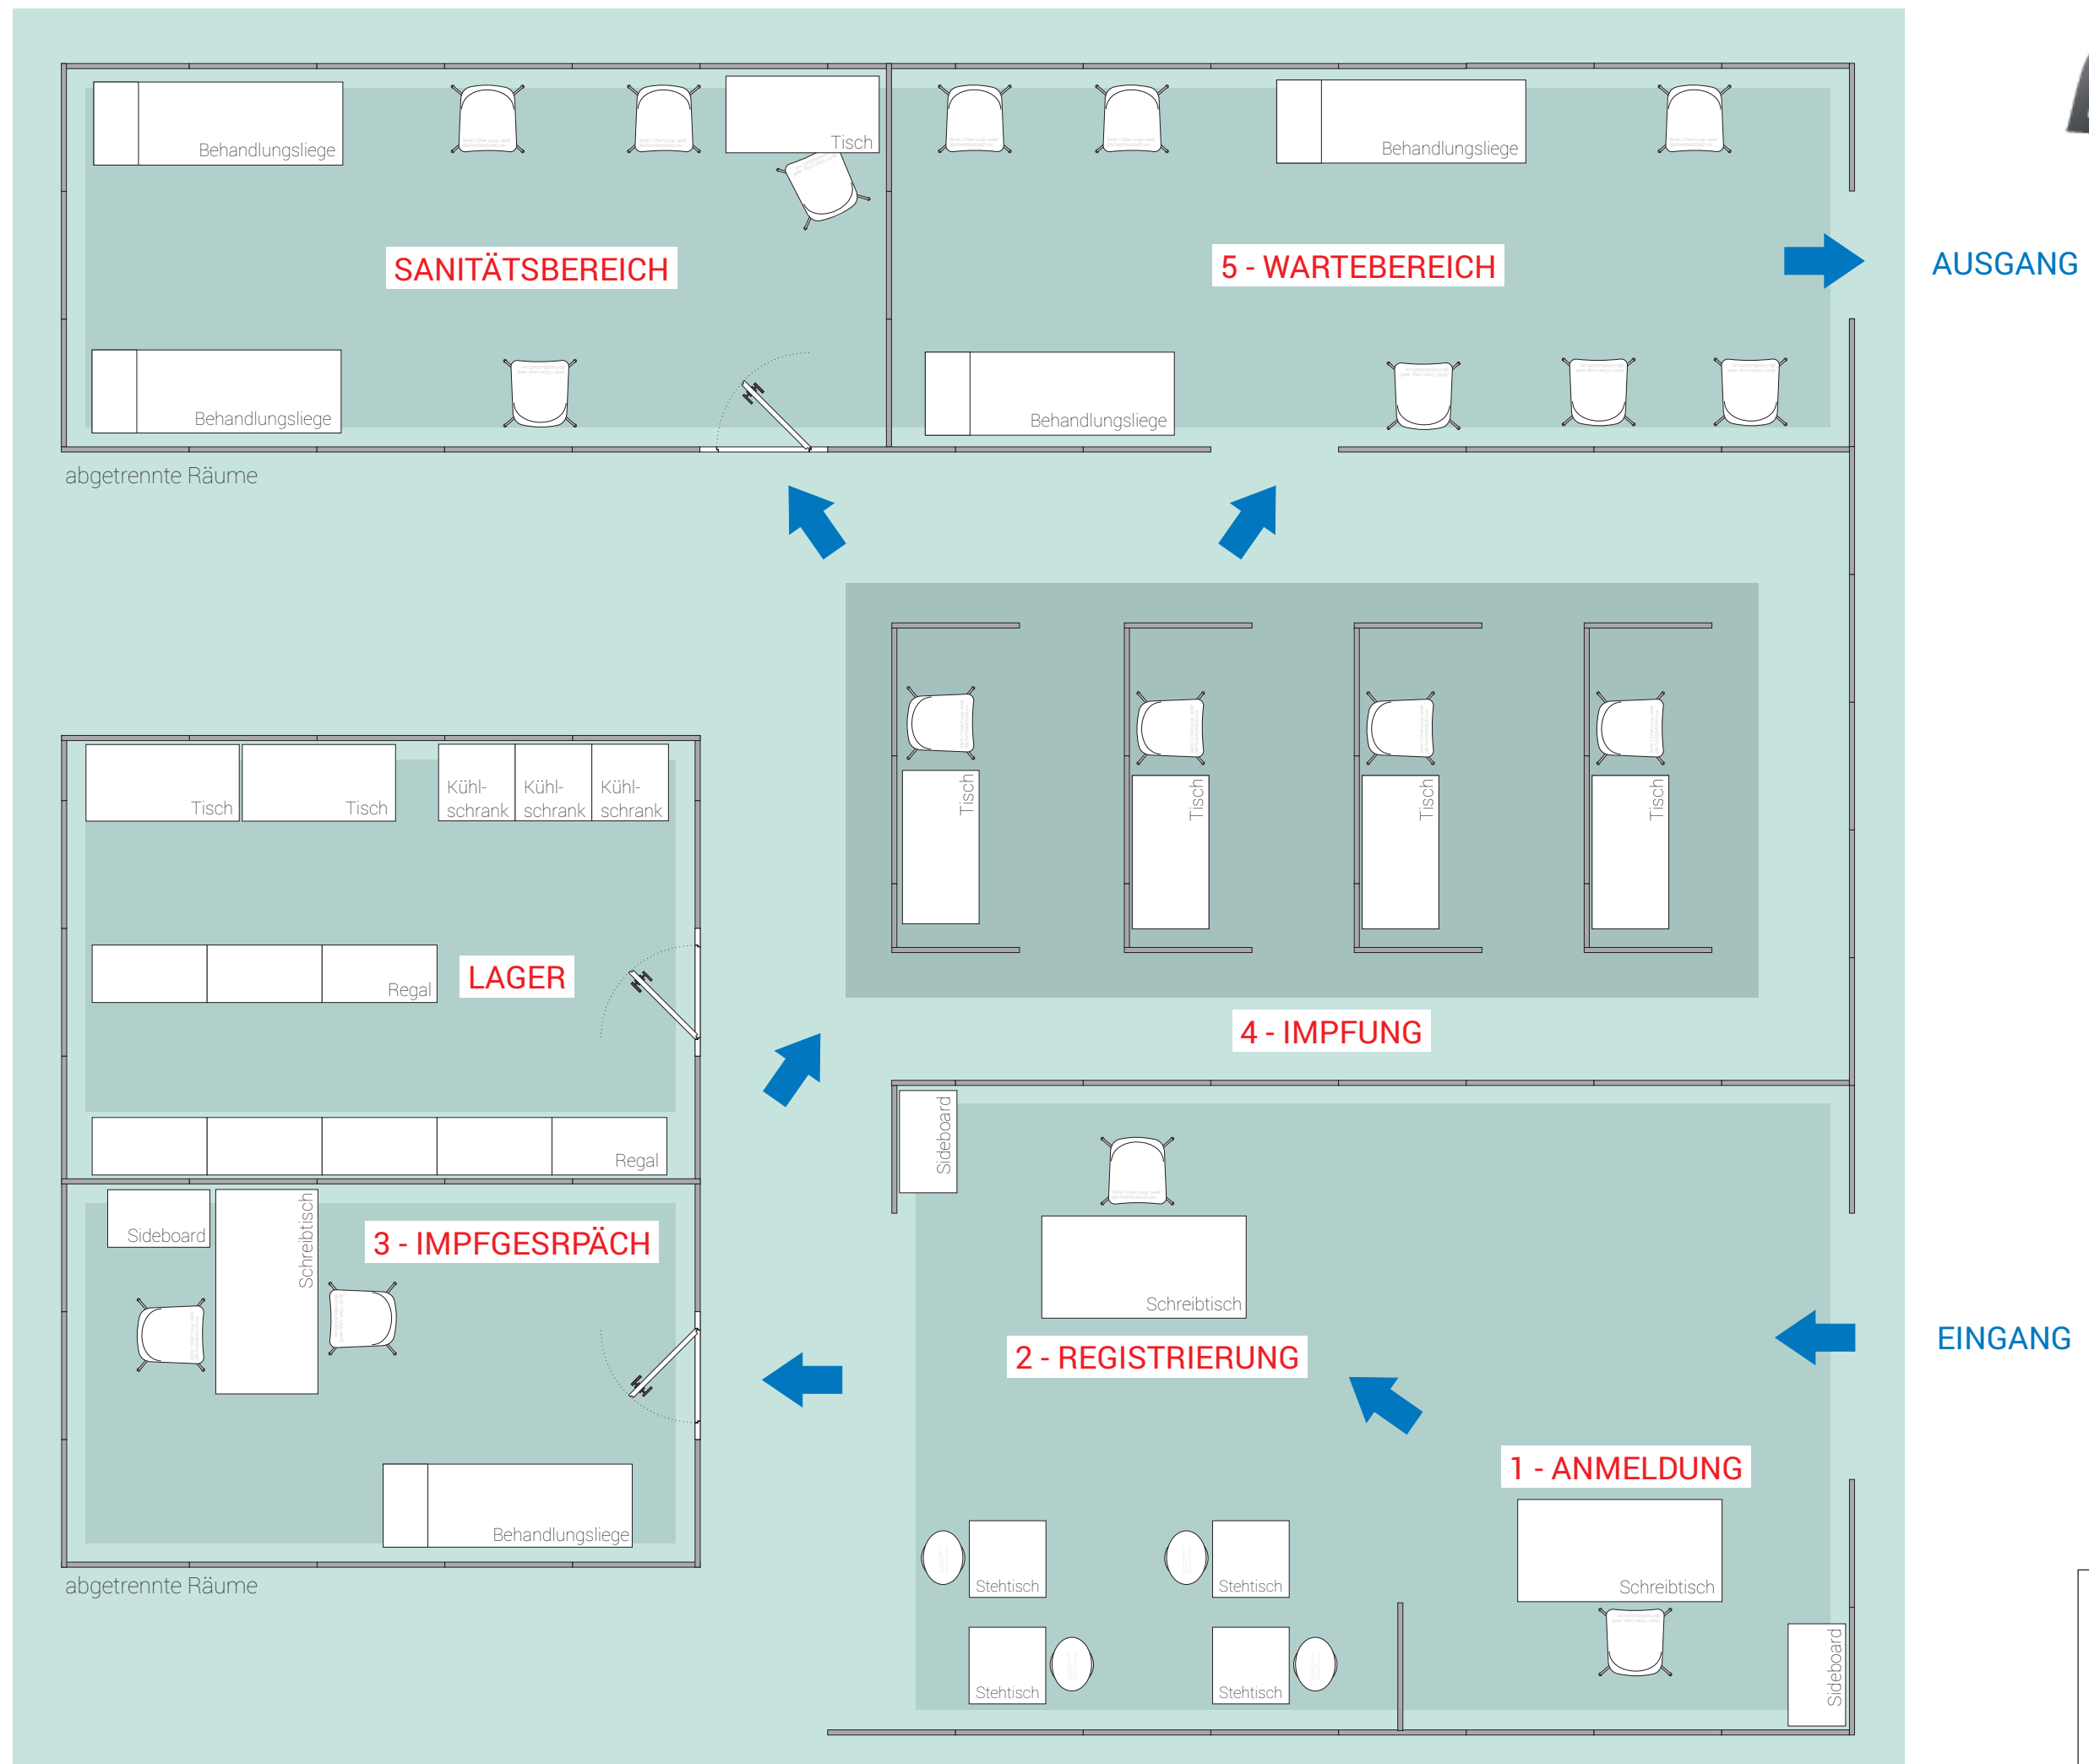 Behandlungsliege
Tisch
Behandlungsliege
SANITÄTSBEREICH
5 - WARTEBEREICH
AUSGANG
Behandlungsliege
Behandlungsliege
abgetrennte Räume
Tisch
Tisch
Tisch
Tisch
Tisch
Tisch
Kühl-
schrank
Kühl-
schrank
Kühl-
schrank
Regal
LAGER
4 - IMPFUNG
Regal
Sideboard
Sideboard
Schreibtisch
3 - IMPFGESRPÄCH
Schreibtisch
2 - REGISTRIERUNG
EINGANG
1 - ANMELDUNG
Behandlungsliege
abgetrennte Räume
Stehtisch
Stehtisch
Schreibtisch
Stehtisch
Stehtisch
Sideboard